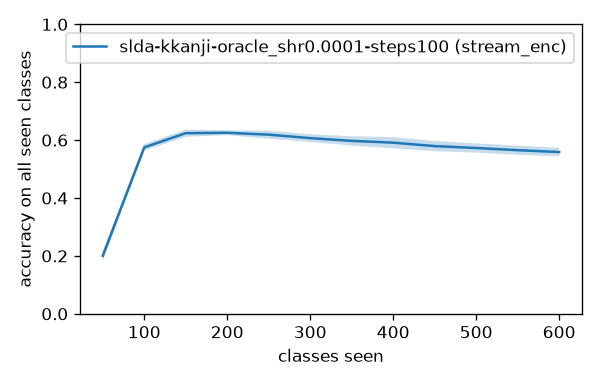 slda-kkanji-oracle_shr0.0001-steps100 (stream_enc)
accuracy on all seen classes
1.0
0.8
0.6
0.4
0.2
0.0
100 200 300 400 500 600
classes seen